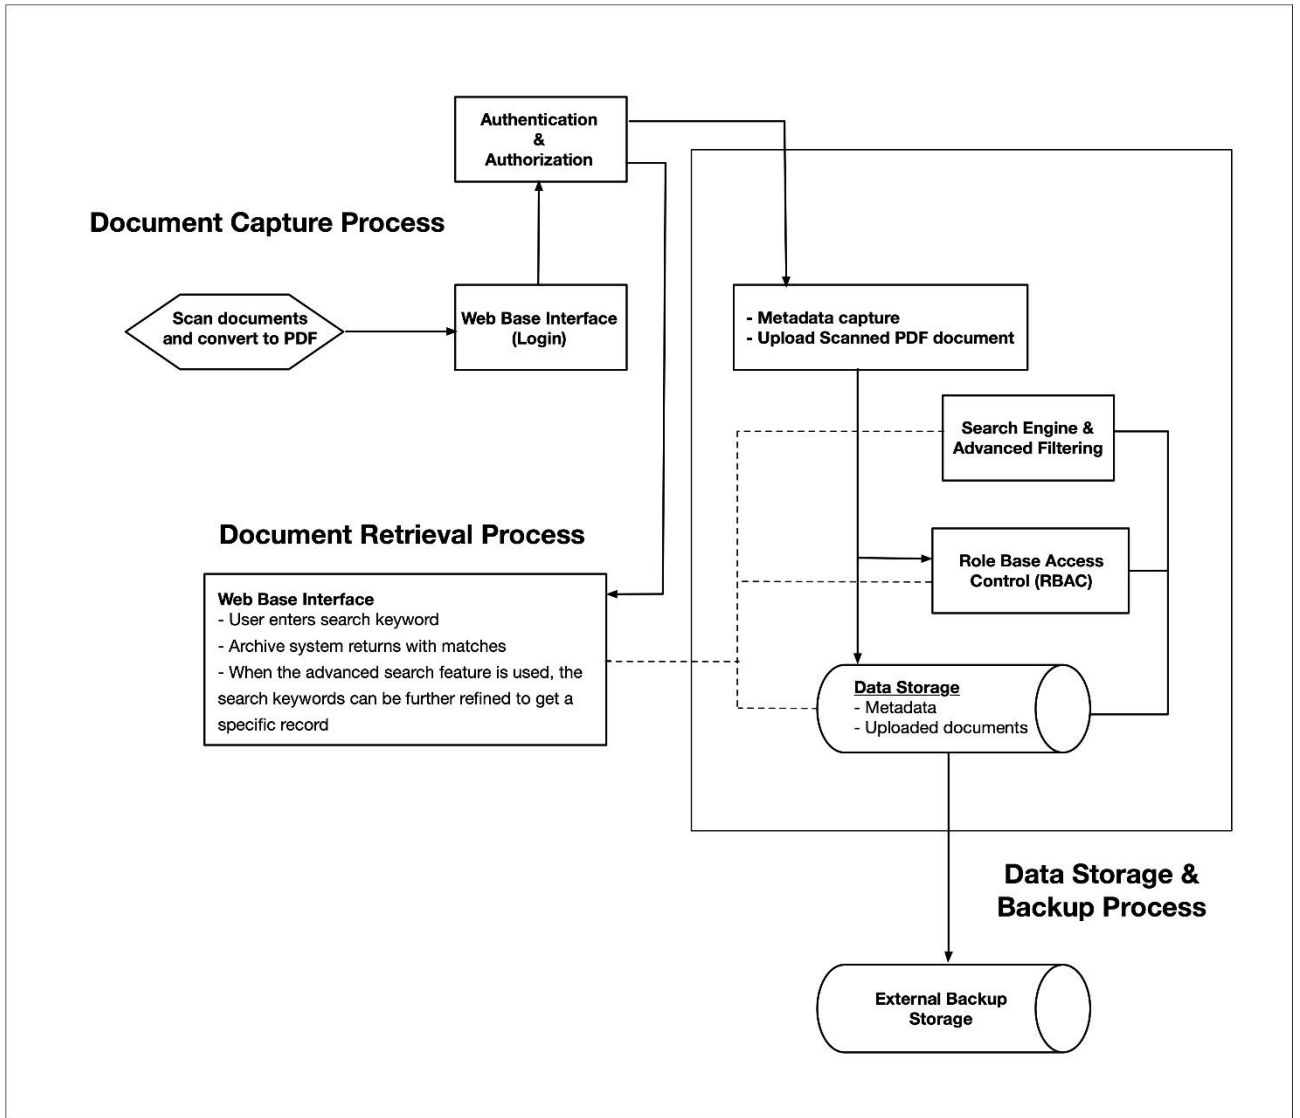 Authentication
&
Authorization
Document Capture Process
Scan documents
and convert to PDF
Web Base Interface
(Login)
- Metadata capture
- Upload Scanned PDF document
Search Engine &
Advanced Filtering
Document Retrieval Process
Role Base Access
Control (RBAC)
Web Base Interface
- User enters search keyword
- Archive system returns with matches
- When the advanced search feature is used, the
search keywords can be further refined to get a
specific record
Data Storage
- Metadata
- Uploaded documents
Data Storage &
Backup Process
External Backup
Storage